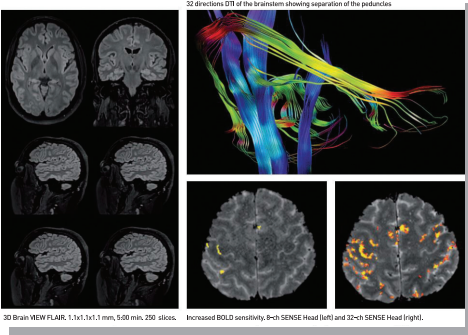 32 directions DTI of the brainstem showing separation of the peduncles
3D Brain VIEW FLAIR. 1.1x1.1x1.1 mm, 5:00 min. 250 slices.
Increased BOLD sensitivity. 8-ch SENSE Head (left) and 32-ch SENSE Head (right).